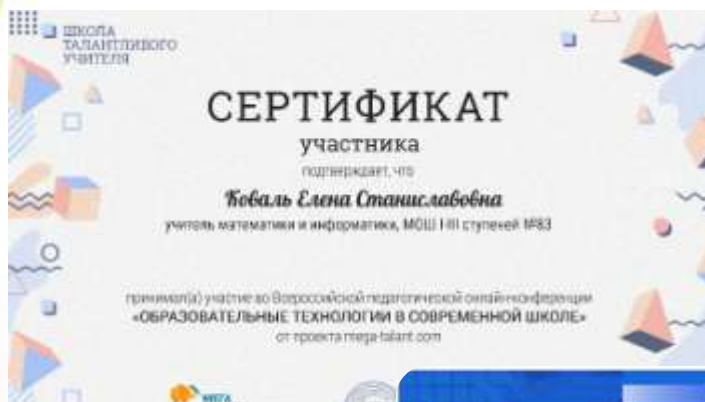 ШКОЛА
ТАЛАНТЛИВОГО
УЧИТЕЛЯ
СЕРТИФИКАТ
участника
подтверждает, что
Коваль Елена Станиславовна
учитель математики и информатики, МОШ I-III ступеней №83
принимал(а) участие во Всероссийской педагогической онлайн-конференции
«ОБРАЗОВАТЕЛЬНЫЕ ТЕХНОЛОГИИ В СОВРЕМЕННОЙ ШКОЛЕ»
от проекта mega-talant.com
МЕГА